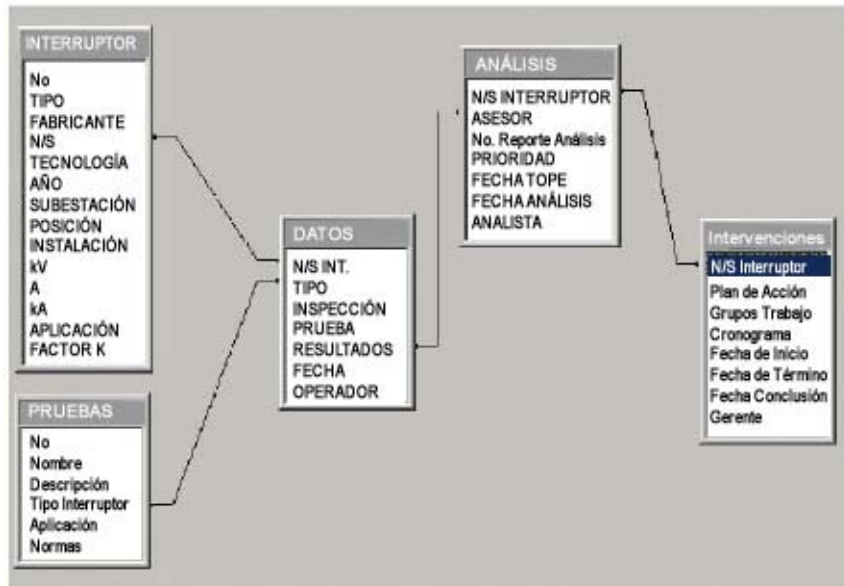 INTERRUPTOR
No
TIPO
FABRICANTE
N/S
TECNOLOGÍA
AÑO
SUBESTACIÓN
POSICIÓN
INSTALACIÓN
kV
A
kA
APLICACIÓN
FACTOR K
PRUEBAS
No
Nombre
Descripción
Tipo Interruptor
Aplicación
Normas
DATOS
N/S INT.
TIPO
INSPECCIÓN
PRUEBA
RESULTADOS
FECHA
OPERADOR
ANÁLISIS
N/S INTERRUPTOR
ASESOR
No. Reporte Análisis
PRIORIDAD
FECHA TOPE
FECHA ANÁLISIS
ANALISTA
Intervenciones
N/S Interruptor
Plan de Acción
Grupos Trabajo
Cronograma
Fecha de Inicio
Fecha de Término
Fecha Conclusión
Gerente